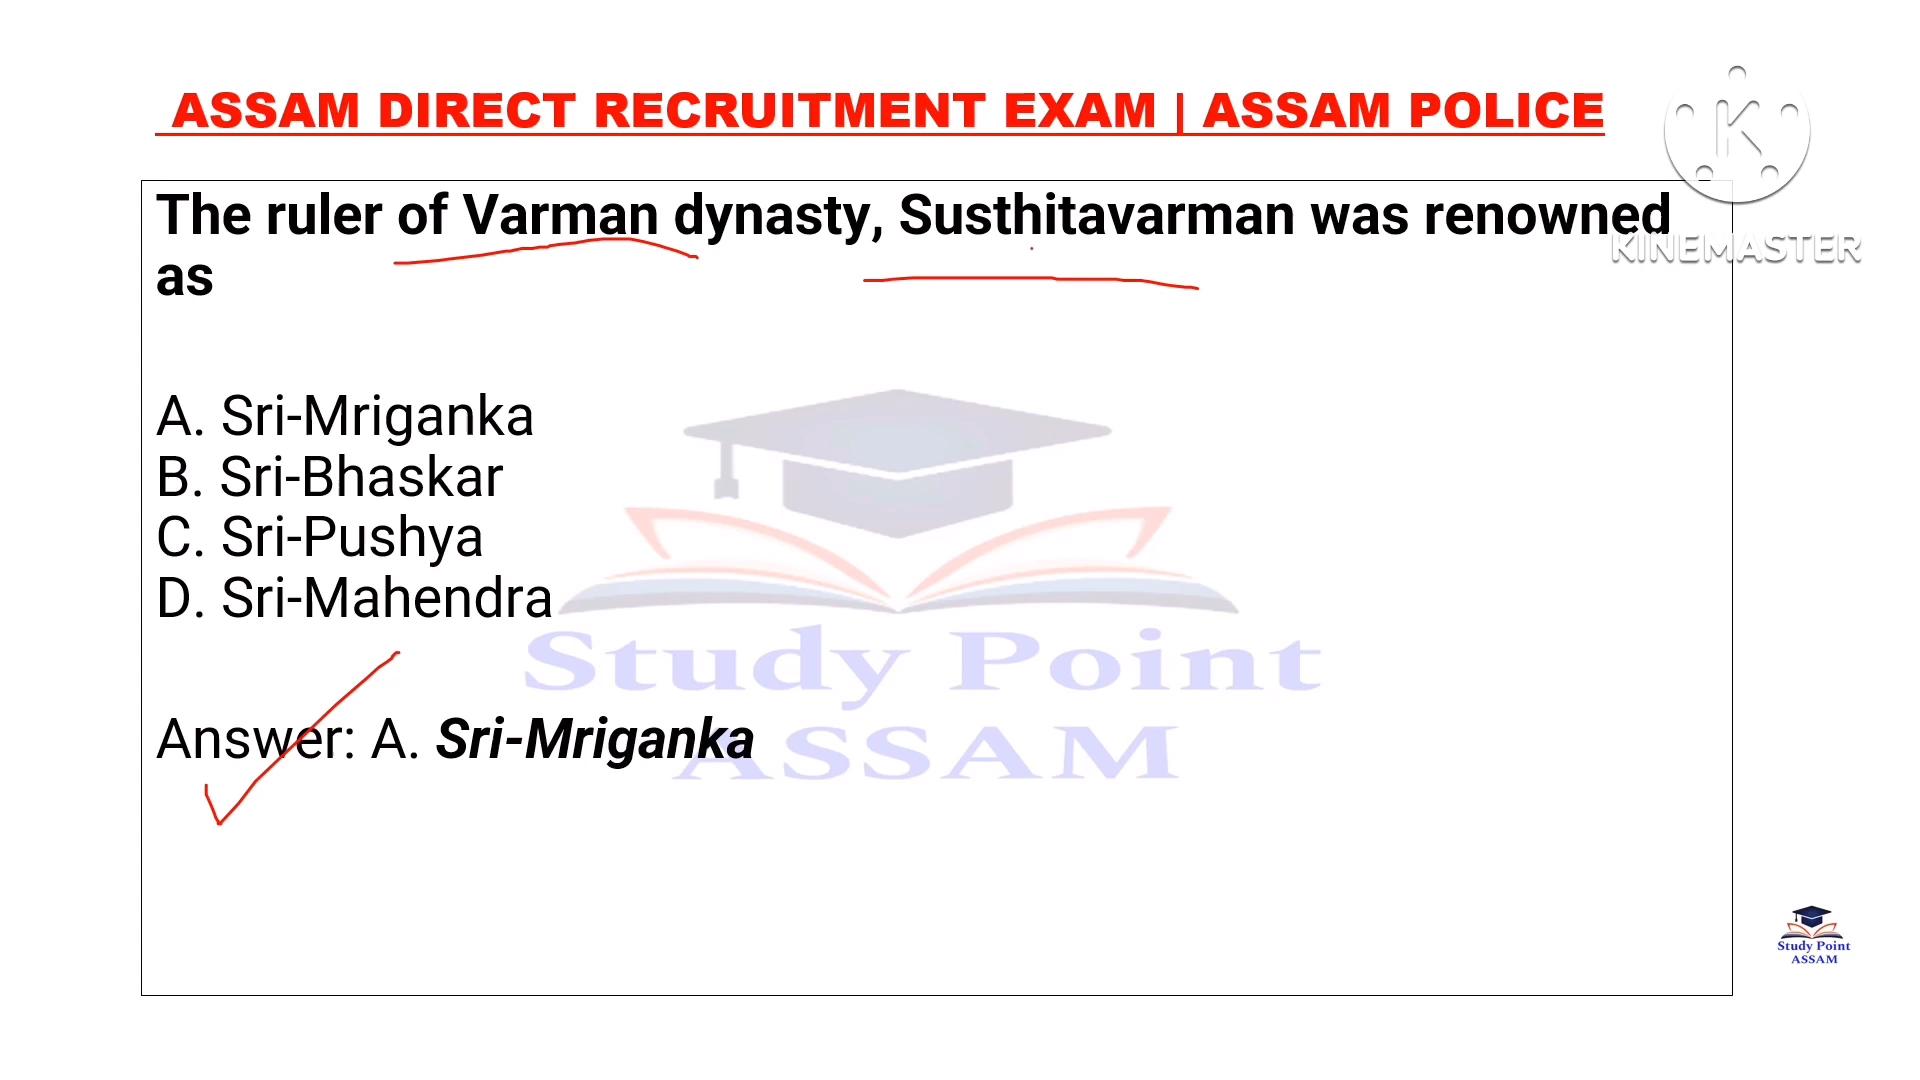 ASSAM DIRECT RECRUITMENT EXAM | ASSAM POLICE
K
KINEMASTER
The ruler of Varman dynasty, Susthitavarman was renowned
as
A. Sri-Mriganka
B. Sri-Bhaskar
C. Sri-Pushya
D. Sri-Mahendra
Study Point
ASSAM
Answer: A. Sri-Mriganka
Study Point
ASSAM